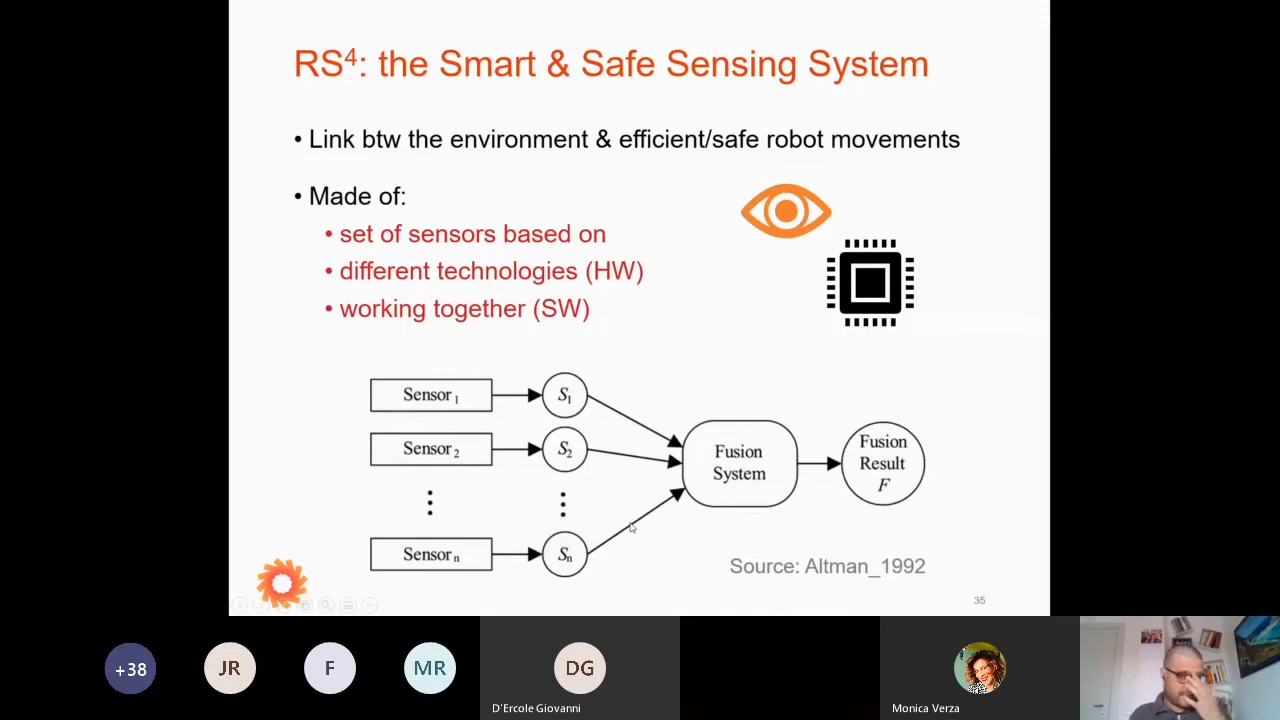 RS⁴: the Smart & Safe Sensing System
• Link btw the environment & efficient/safe robot movements
• Made of:
• set of sensors based on
• different technologies (HW)
• working together (SW)
Sensor₁
S₁
Sensor₂
S₂
Sensorₙ
Sₙ
Fusion
System
Fusion
Result
F
Source: Altman_1992
35
+38
JR
F
MR
DG
D'Ercole Giovanni
Monica Verza